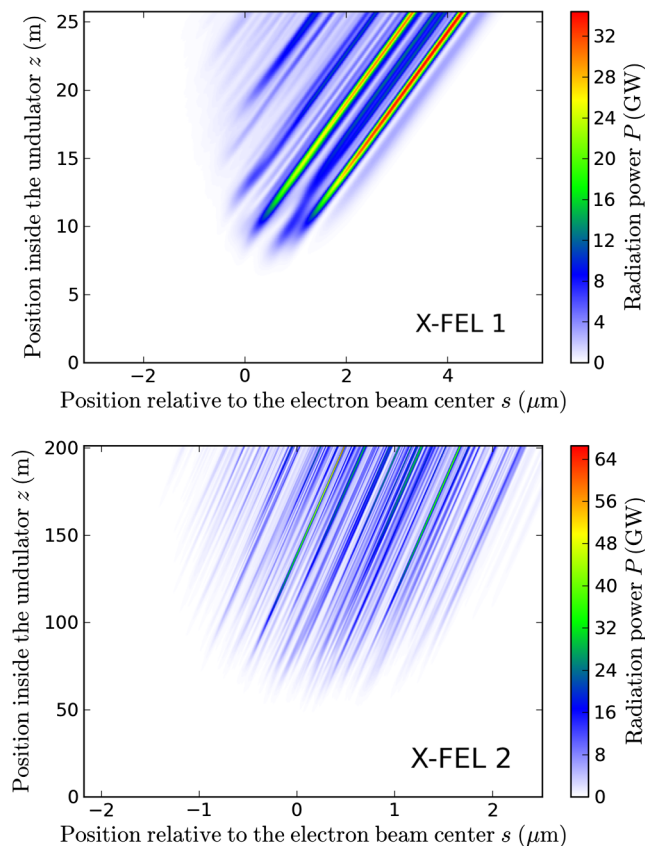 25
20
15
10
5
0
Position inside the undulator z (m)
X-FEL 1
−2 0 2 4
Position relative to the electron beam center s (μm)
32
28
24
20
16
12
8
4
0
Radiation power P (GW)
200
150
100
50
0
Position inside the undulator z (m)
X-FEL 2
−2 −1 0 1 2
Position relative to the electron beam center s (μm)
64
56
48
40
32
24
16
8
0
Radiation power P (GW)